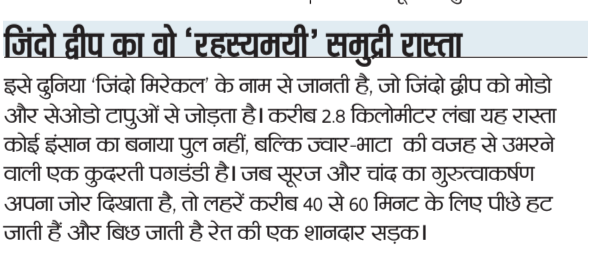 जिंदो द्वीप का वो ‘रहस्यमयी’ समुद्री रास्ता
इसे दुनिया ‘जिंदो मिरेकल’ के नाम से जानती है, जो जिंदो द्वीप को मोडो
और सेओडो टापुओं से जोड़ता है। करीब 2.8 किलोमीटर लंबा यह रास्ता
कोई इंसान का बनाया पुल नहीं, बल्कि ज्वार-भाटा की वजह से उभरने
वाली एक कुदरती पगडंडी है। जब सूरज और चांद का गुरुत्वाकर्षण
अपना जोर दिखाता है, तो लहरें करीब 40 से 60 मिनट के लिए पीछे हट
जाती हैं और बिछ जाती है रेत की एक शानदार सड़क।